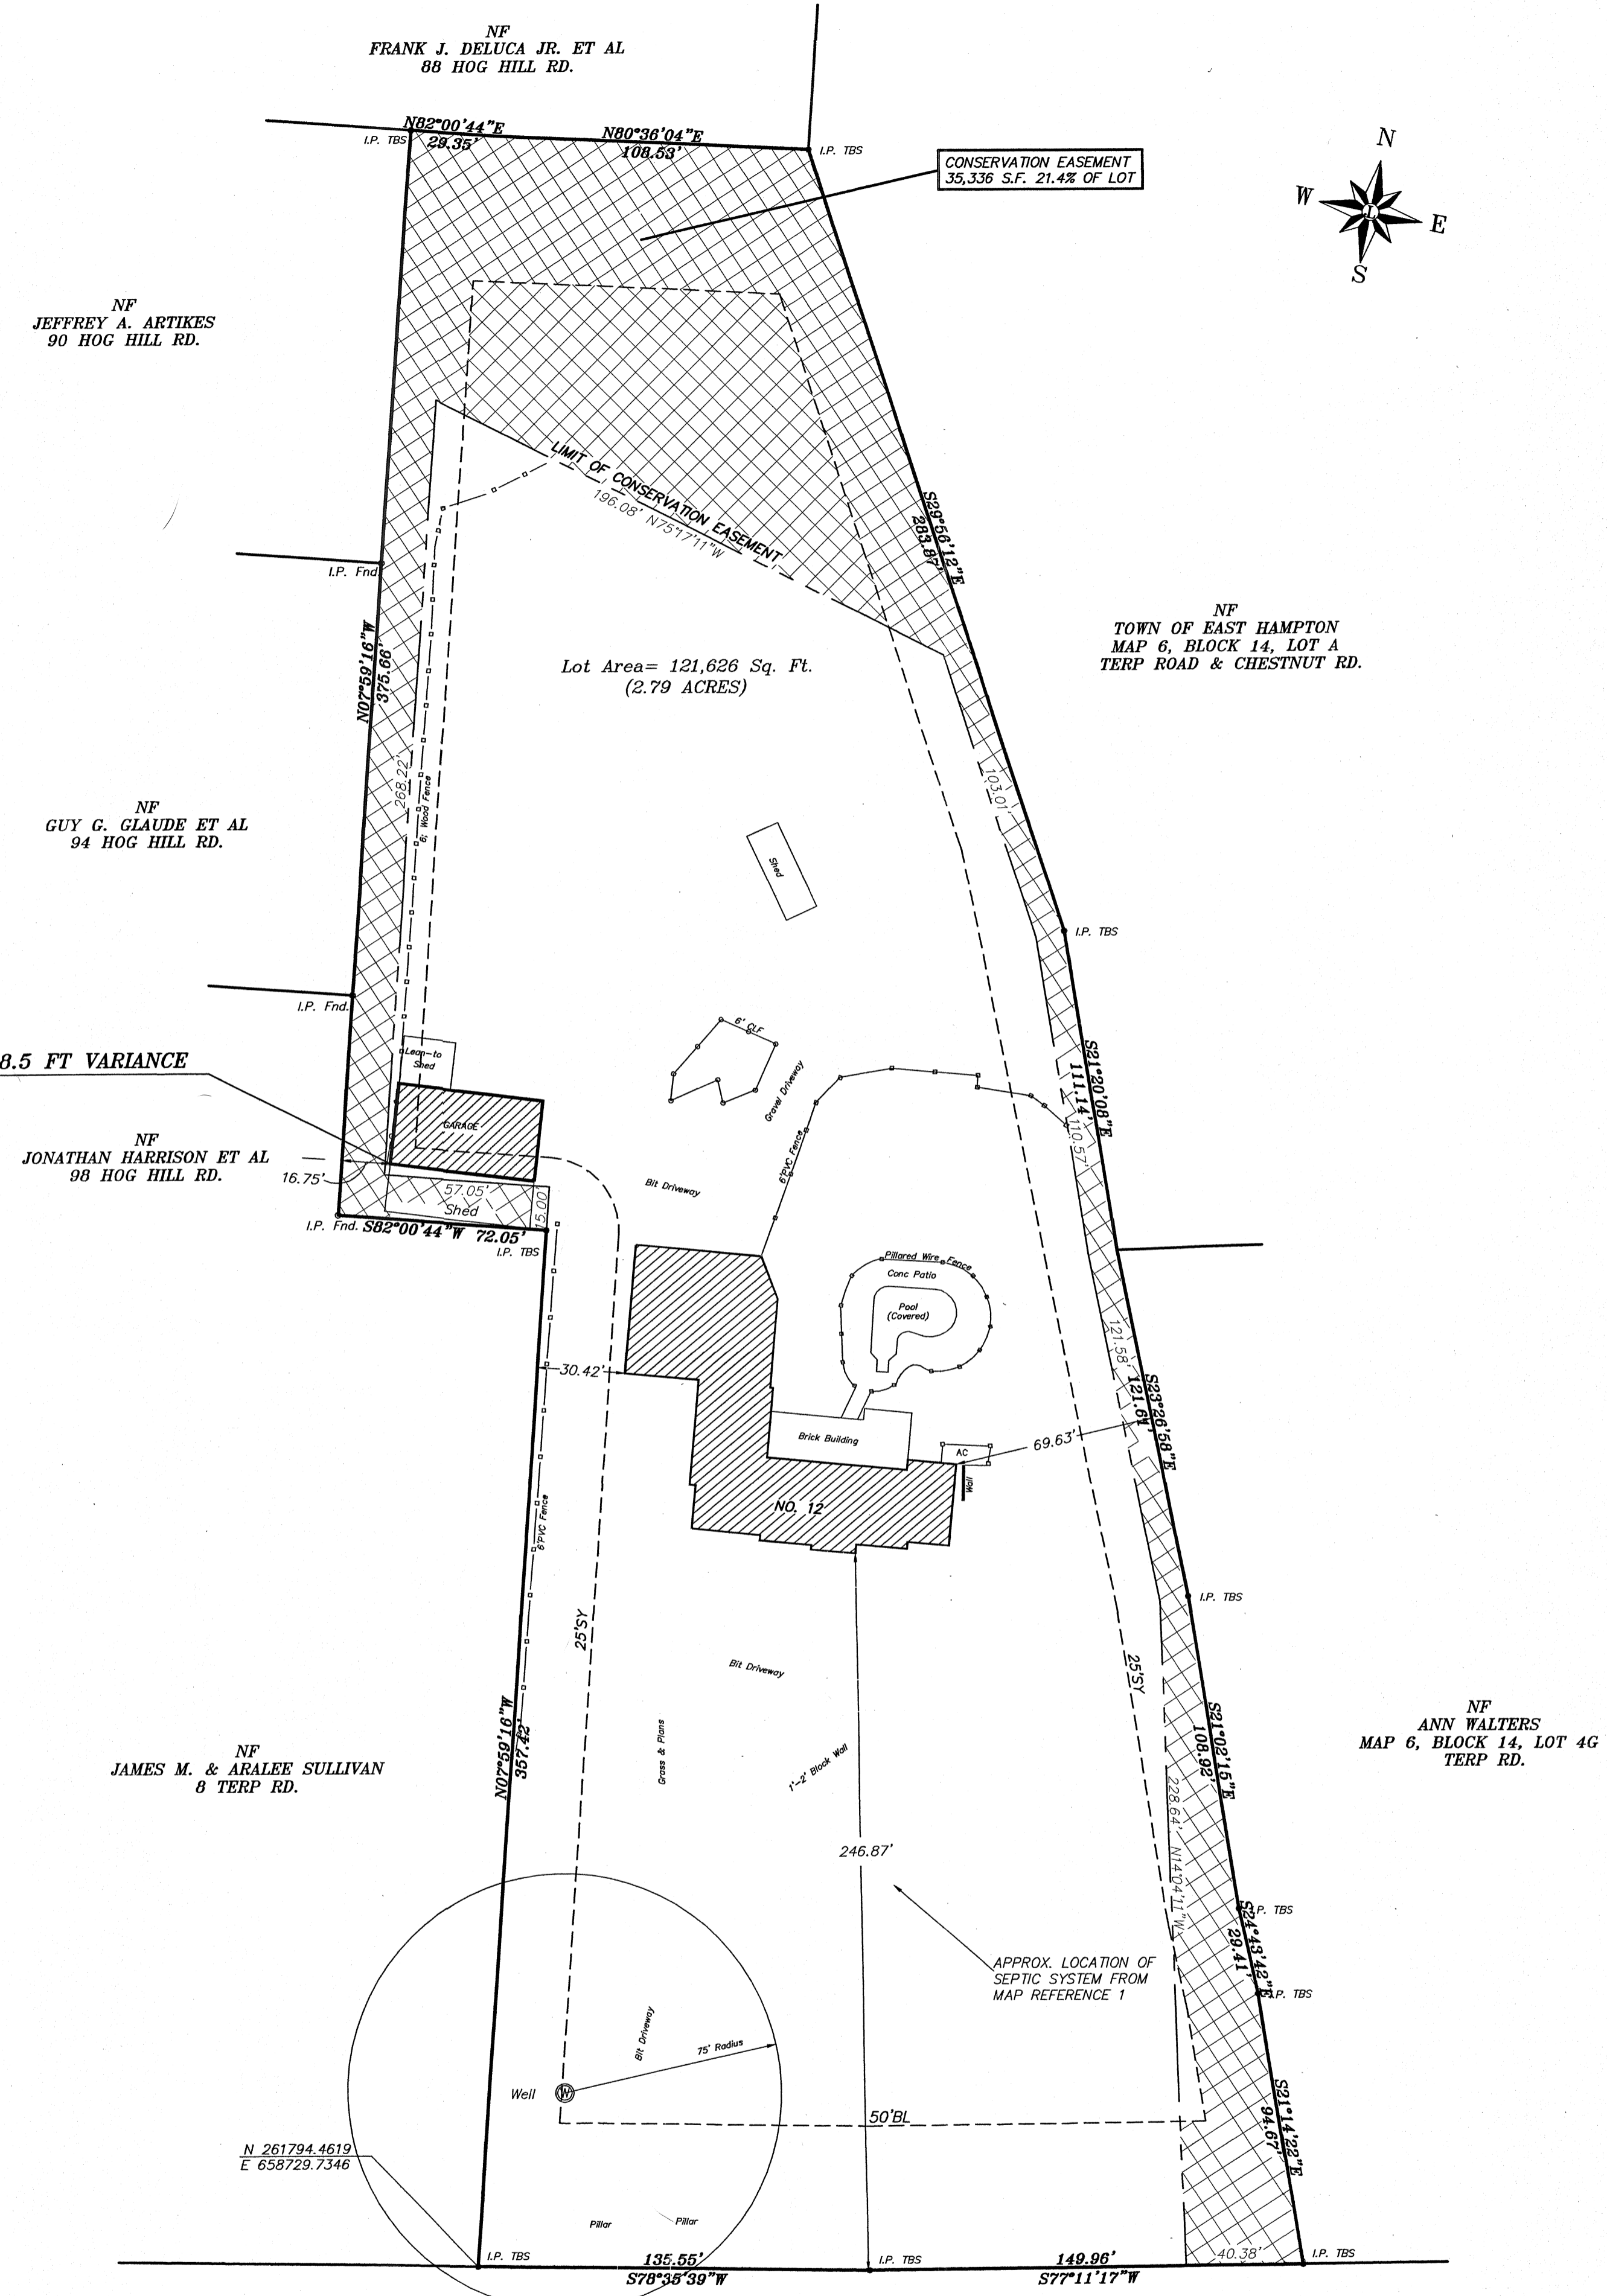 NF
FRANK J. DELUCA JR. ET AL
88 HOG HILL RD.
N82°00'44"E
29.35'
N80°36'04"E
108.53'
I.P. TBS
I.P. TBS
CONSERVATION EASEMENT
35,336 S.F. 21.4% OF LOT
N
W
E
S
L
NF
JEFFREY A. ARTIKES
90 HOG HILL RD.
LIMIT OF CONSERVATION EASEMENT
196.08' N75°17'11"W
S29°56'12"E
283.87'
I.P. Fnd.
N07°59'16"W
375.66'
Lot Area= 121,626 Sq. Ft.
(2.79 ACRES)
NF
TOWN OF EAST HAMPTON
MAP 6, BLOCK 14, LOT A
TERP ROAD & CHESTNUT RD.
268.22'
6; Wood Fence
103.01'
NF
GUY G. GLAUDE ET AL
94 HOG HILL RD.
Shed
I.P. TBS
I.P. Fnd.
6' CLF
Gravel Driveway
8.5 FT VARIANCE
Lean-to
Shed
GARAGE
S21°20'08"E
111.14'
110.57'
NF
JONATHAN HARRISON ET AL
98 HOG HILL RD.
16.75'
57.05'
Shed
15.00'
6'PVC Fence
Bit Driveway
I.P. Fnd.
S82°00'44"W 72.05'
I.P. TBS
Pillared Wire Fence
Conc Patio
Pool
(Covered)
121.58'
S23°26'58"E
121.61'
30.42'
Brick Building
AC
69.63'
Wall
NO. 12
6'PVC Fence
I.P. TBS
25'SY
25'SY
Bit Driveway
N07°59'16"W
357.42'
Grass & Plans
1'-2' Block Wall
S21°02'15"E
108.92'
NF
ANN WALTERS
MAP 6, BLOCK 14, LOT 4G
TERP RD.
NF
JAMES M. & ARALEE SULLIVAN
8 TERP RD.
228.64' N14°04'11"W
246.87'
I.P. TBS
S24°43'42"E
29.41'
I.P. TBS
APPROX. LOCATION OF
SEPTIC SYSTEM FROM
MAP REFERENCE 1
Bit Driveway
75' Radius
Well
W
50'BL
S21°14'22"E
94.67'
N 261794.4619
E 658729.7346
Pillar
Pillar
I.P. TBS
135.55'
S78°35'39"W
I.P. TBS
149.96'
S77°11'17"W
40.38'
I.P. TBS